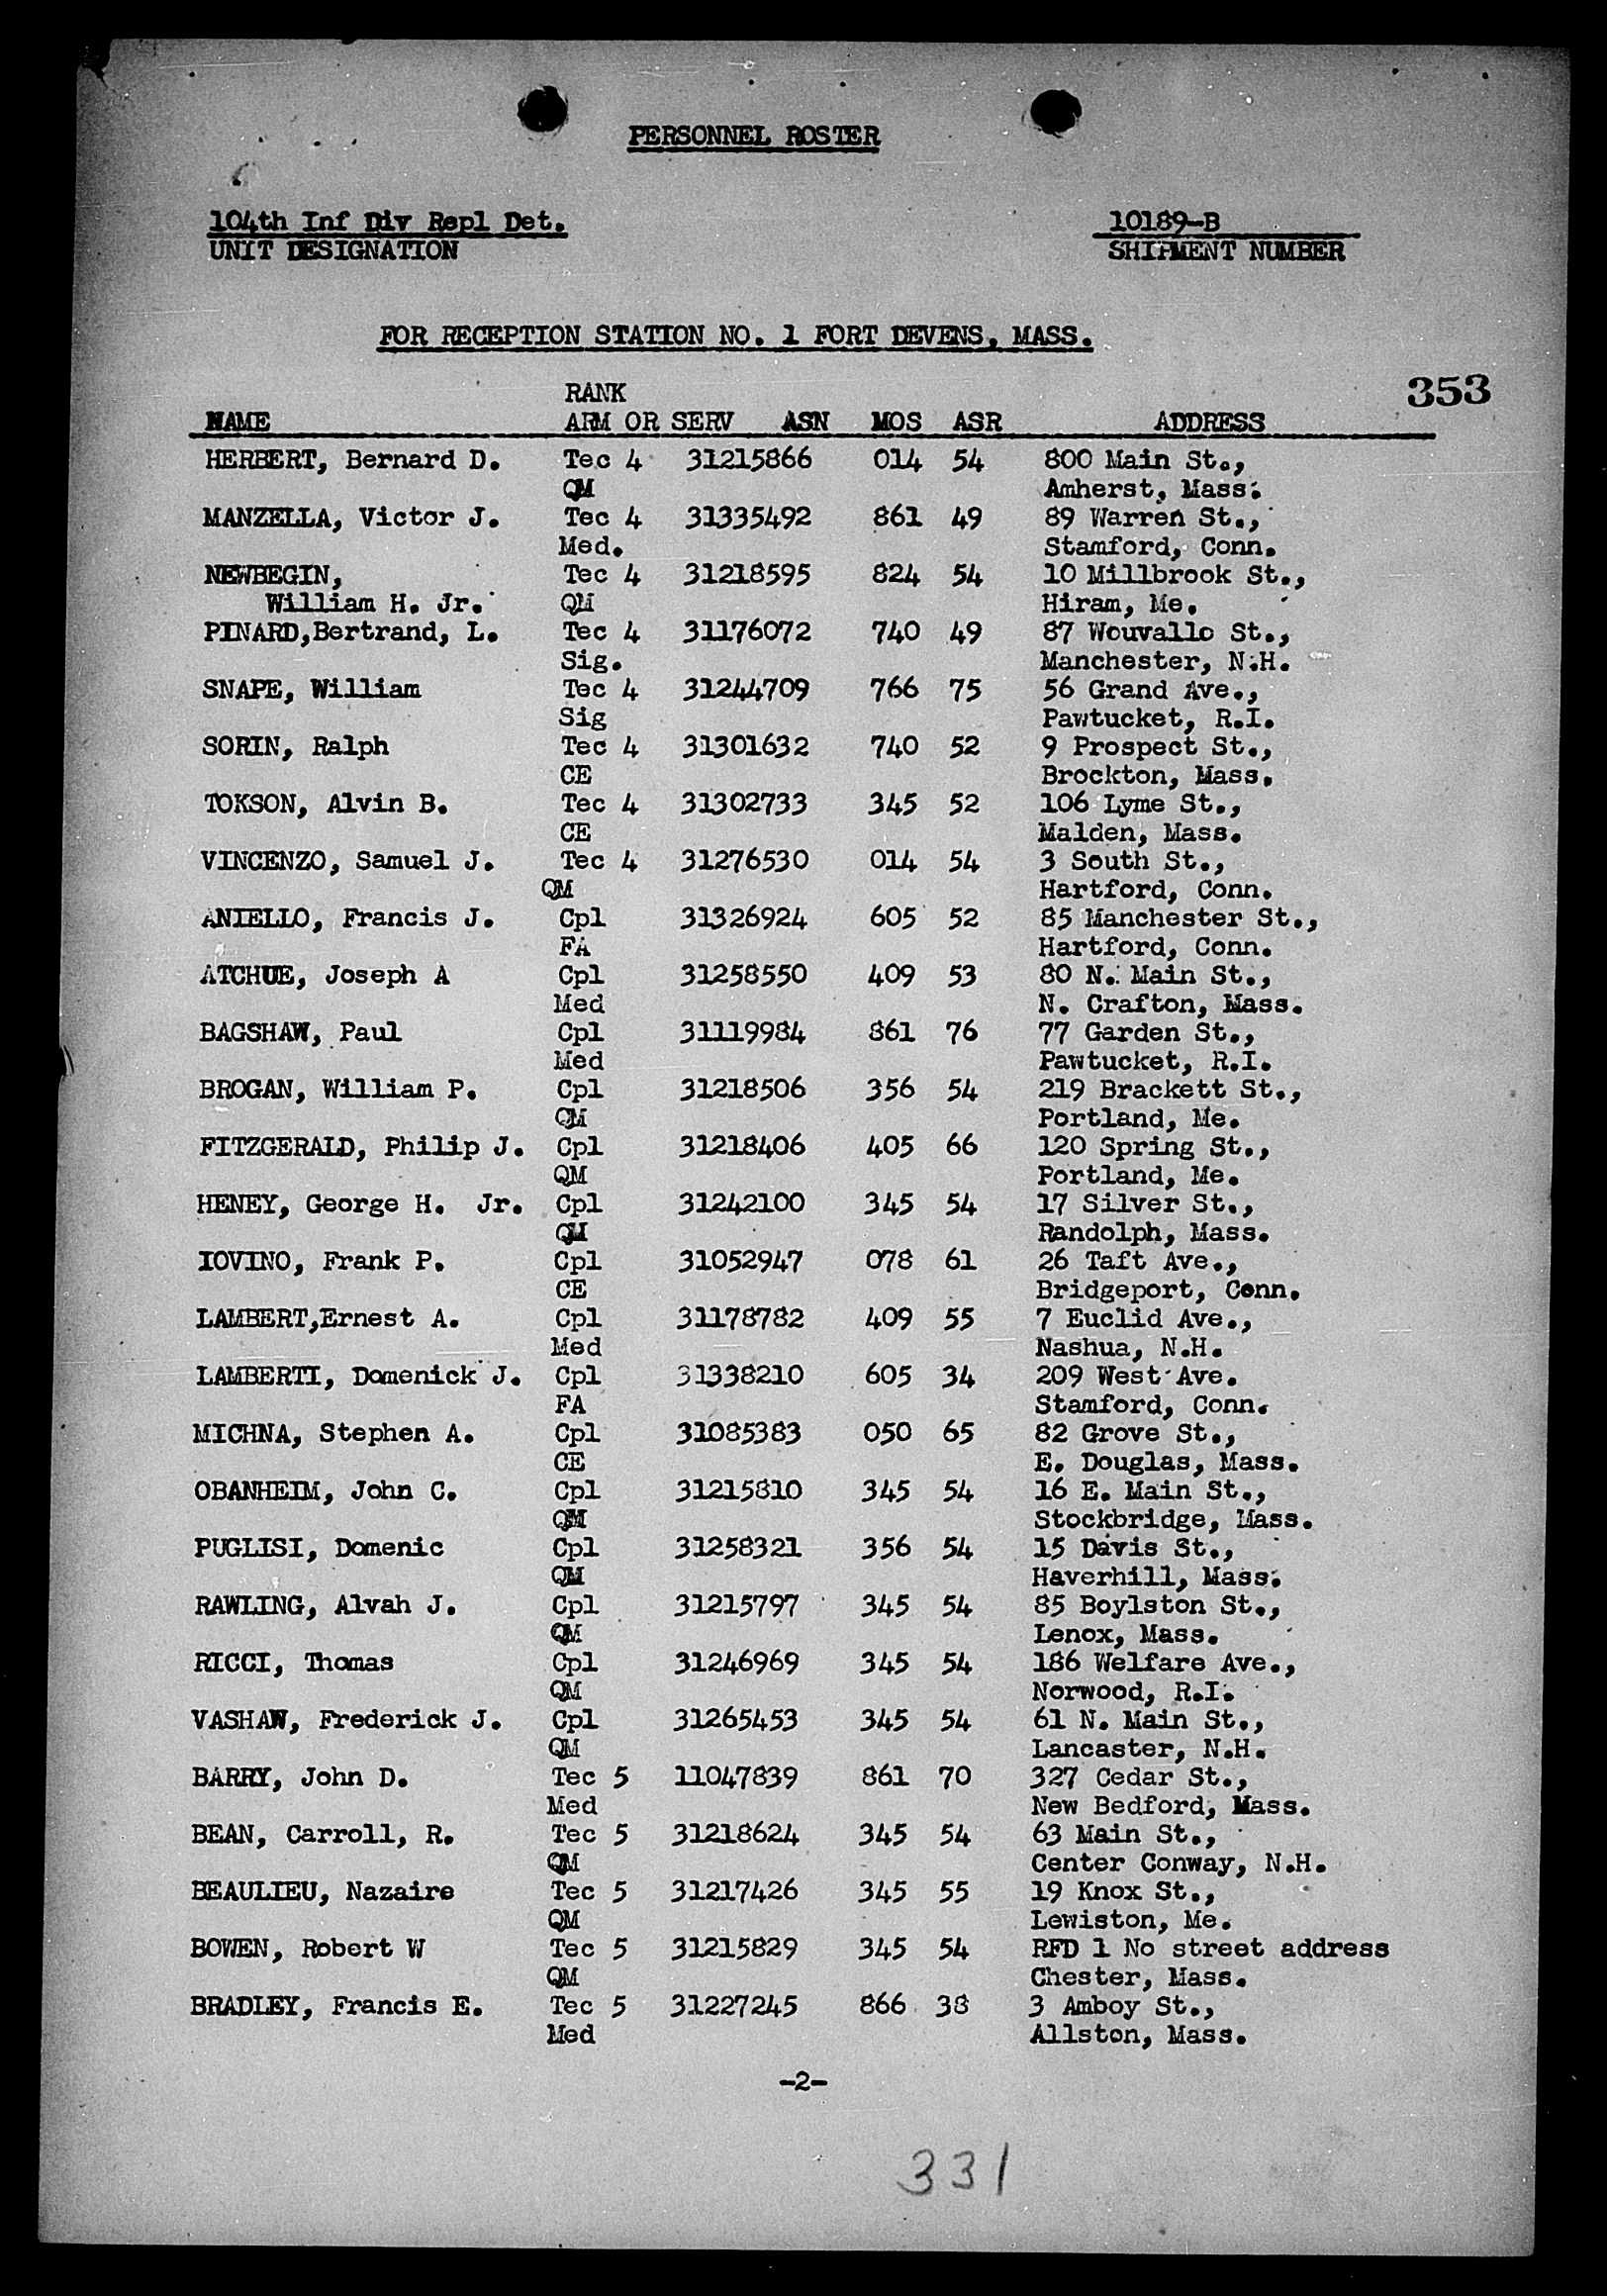 PERSONNEL ROSTER
104th Inf Div Repl Det. 10189-B
UNIT DESIGNATION SHIPMENT NUMBER
FOR RECEPTION STATION NO. 1 FORT DEVENS, MASS.
353
RANK
NAME ARM OR SERV ASN MOS ASR ADDRESS
HERBERT, Bernard D. Tec 4 31215866 014 54 800 Main St.,
QM Amherst, Mass.
MANZELLA, Victor J. Tec 4 31335492 861 49 89 Warren St.,
Med. Stamford, Conn.
NEWBEGIN, Tec 4 31218595 824 54 10 Millbrook St.,
William H. Jr. QM Hiram, Me.
PINARD,Bertrand, L. Tec 4 31176072 740 49 87 Wouvallo St.,
Sig. Manchester, N.H.
SNAPE, William Tec 4 31244709 766 75 56 Grand Ave.,
Sig Pawtucket, R.I.
SORIN, Ralph Tec 4 31301632 740 52 9 Prospect St.,
CE Brockton, Mass.
TOKSON, Alvin B. Tec 4 31302733 345 52 106 Lyme St.,
CE Malden, Mass.
VINCENZO, Samuel J. Tec 4 31276530 014 54 3 South St.,
QM Hartford, Conn.
ANIELLO, Francis J. Cpl 31326924 605 52 85 Manchester St.,
FA Hartford, Conn.
ATCHUE, Joseph A Cpl 31258550 409 53 80 N. Main St.,
Med N. Crafton, Mass.
BAGSHAW, Paul Cpl 31119984 861 76 77 Garden St.,
Med Pawtucket, R.I.
BROGAN, William P. Cpl 31218506 356 54 219 Brackett St.,
QM Portland, Me.
FITZGERALD, Philip J. Cpl 31218406 405 66 120 Spring St.,
QM Portland, Me.
HENEY, George H. Jr. Cpl 31242100 345 54 17 Silver St.,
QM Randolph, Mass.
IOVINO, Frank P. Cpl 31052947 078 61 26 Taft Ave.,
CE Bridgeport, Conn.
LAMBERT,Ernest A. Cpl 31178782 409 55 7 Euclid Ave.,
Med Nashua, N.H.
LAMBERTI, Domenick J. Cpl 31338210 605 34 209 West Ave.
FA Stamford, Conn.
MICHNA, Stephen A. Cpl 31085383 050 65 82 Grove St.,
CE E. Douglas, Mass.
OBANHEIM, John C. Cpl 31215810 345 54 16 E. Main St.,
QM Stockbridge, Mass.
PUGLISI, Domenic Cpl 31258321 356 54 15 Davis St.,
QM Haverhill, Mass.
RAWLING, Alvah J. Cpl 31215797 345 54 85 Boylston St.,
QM Lenox, Mass.
RICCI, Thomas Cpl 31246969 345 54 186 Welfare Ave.,
QM Norwood, R.I.
VASHAW, Frederick J. Cpl 31265453 345 54 61 N. Main St.,
QM Lancaster, N.H.
BARRY, John D. Tec 5 11047839 861 70 327 Cedar St.,
Med New Bedford, Mass.
BEAN, Carroll, R. Tec 5 31218624 345 54 63 Main St.,
QM Center Conway, N.H.
BEAULIEU, Nazaire Tec 5 31217426 345 55 19 Knox St.,
QM Lewiston, Me.
BOWEN, Robert W Tec 5 31215829 345 54 RFD 1 No street address
QM Chester, Mass.
BRADLEY, Francis E. Tec 5 31227245 866 38 3 Amboy St.,
Med Allston, Mass.
-2-
331